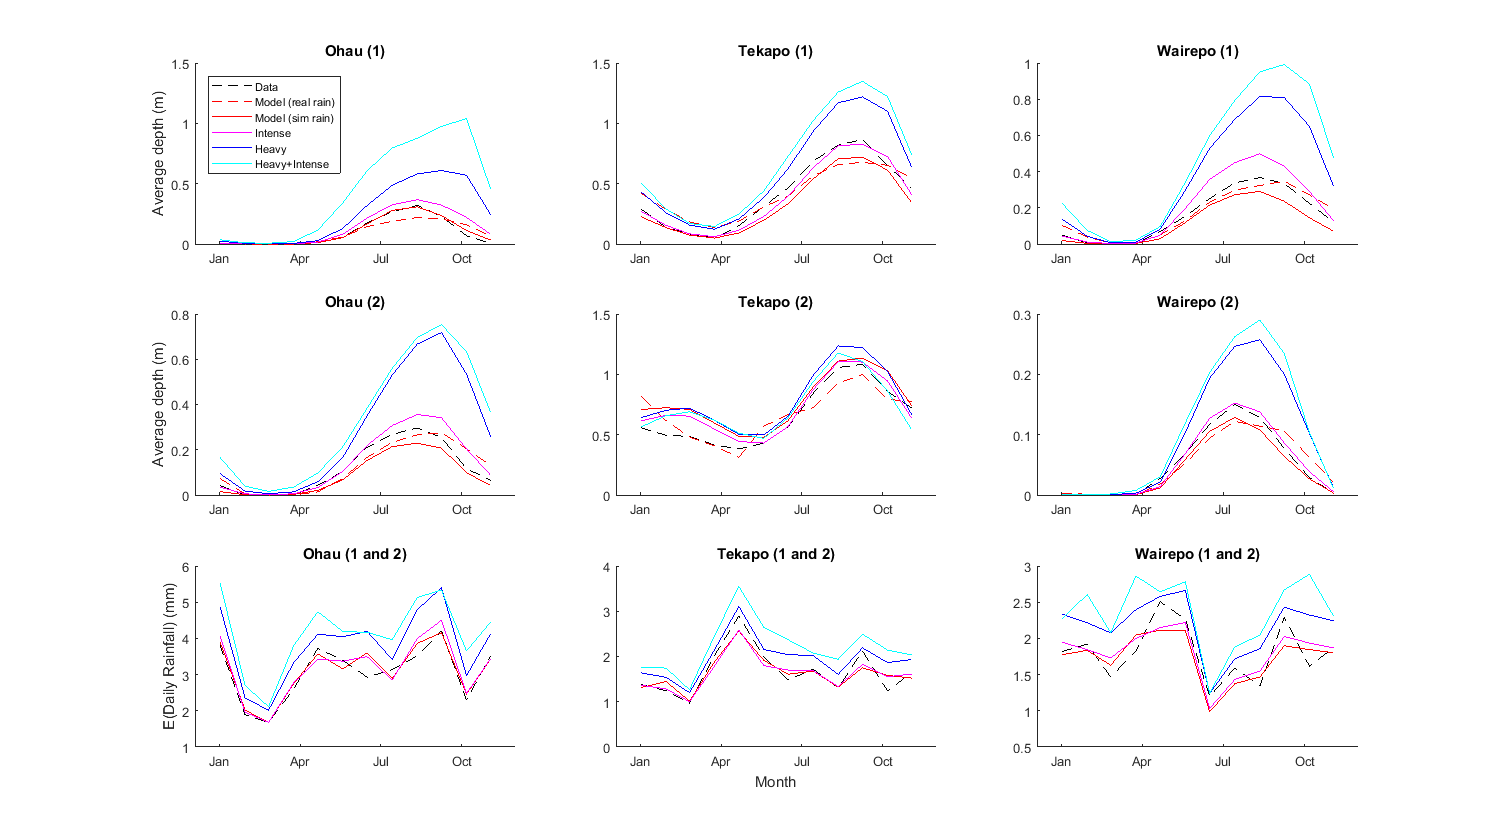 Ohau (1)
Tekapo (1)
Wairepo (1)
1.5
1
0.5
0
Average depth (m)
Data
Model (real rain)
Model (sim rain)
Intense
Heavy
Heavy+Intense
Jan Apr Jul Oct
1.5
1
0.5
0
Jan Apr Jul Oct
1
0.8
0.6
0.4
0.2
0
Jan Apr Jul Oct
Ohau (2)
Tekapo (2)
Wairepo (2)
0.8
0.6
0.4
0.2
0
Average depth (m)
Jan Apr Jul Oct
1.5
1
0.5
0
Jan Apr Jul Oct
0.3
0.2
0.1
0
Jan Apr Jul Oct
Ohau (1 and 2)
Tekapo (1 and 2)
Wairepo (1 and 2)
6
5
4
3
2
1
E(Daily Rainfall) (mm)
Jan Apr Jul Oct
4
3
2
1
0
Jan Apr Jul Oct
3
2.5
2
1.5
1
0.5
Jan Apr Jul Oct
Month